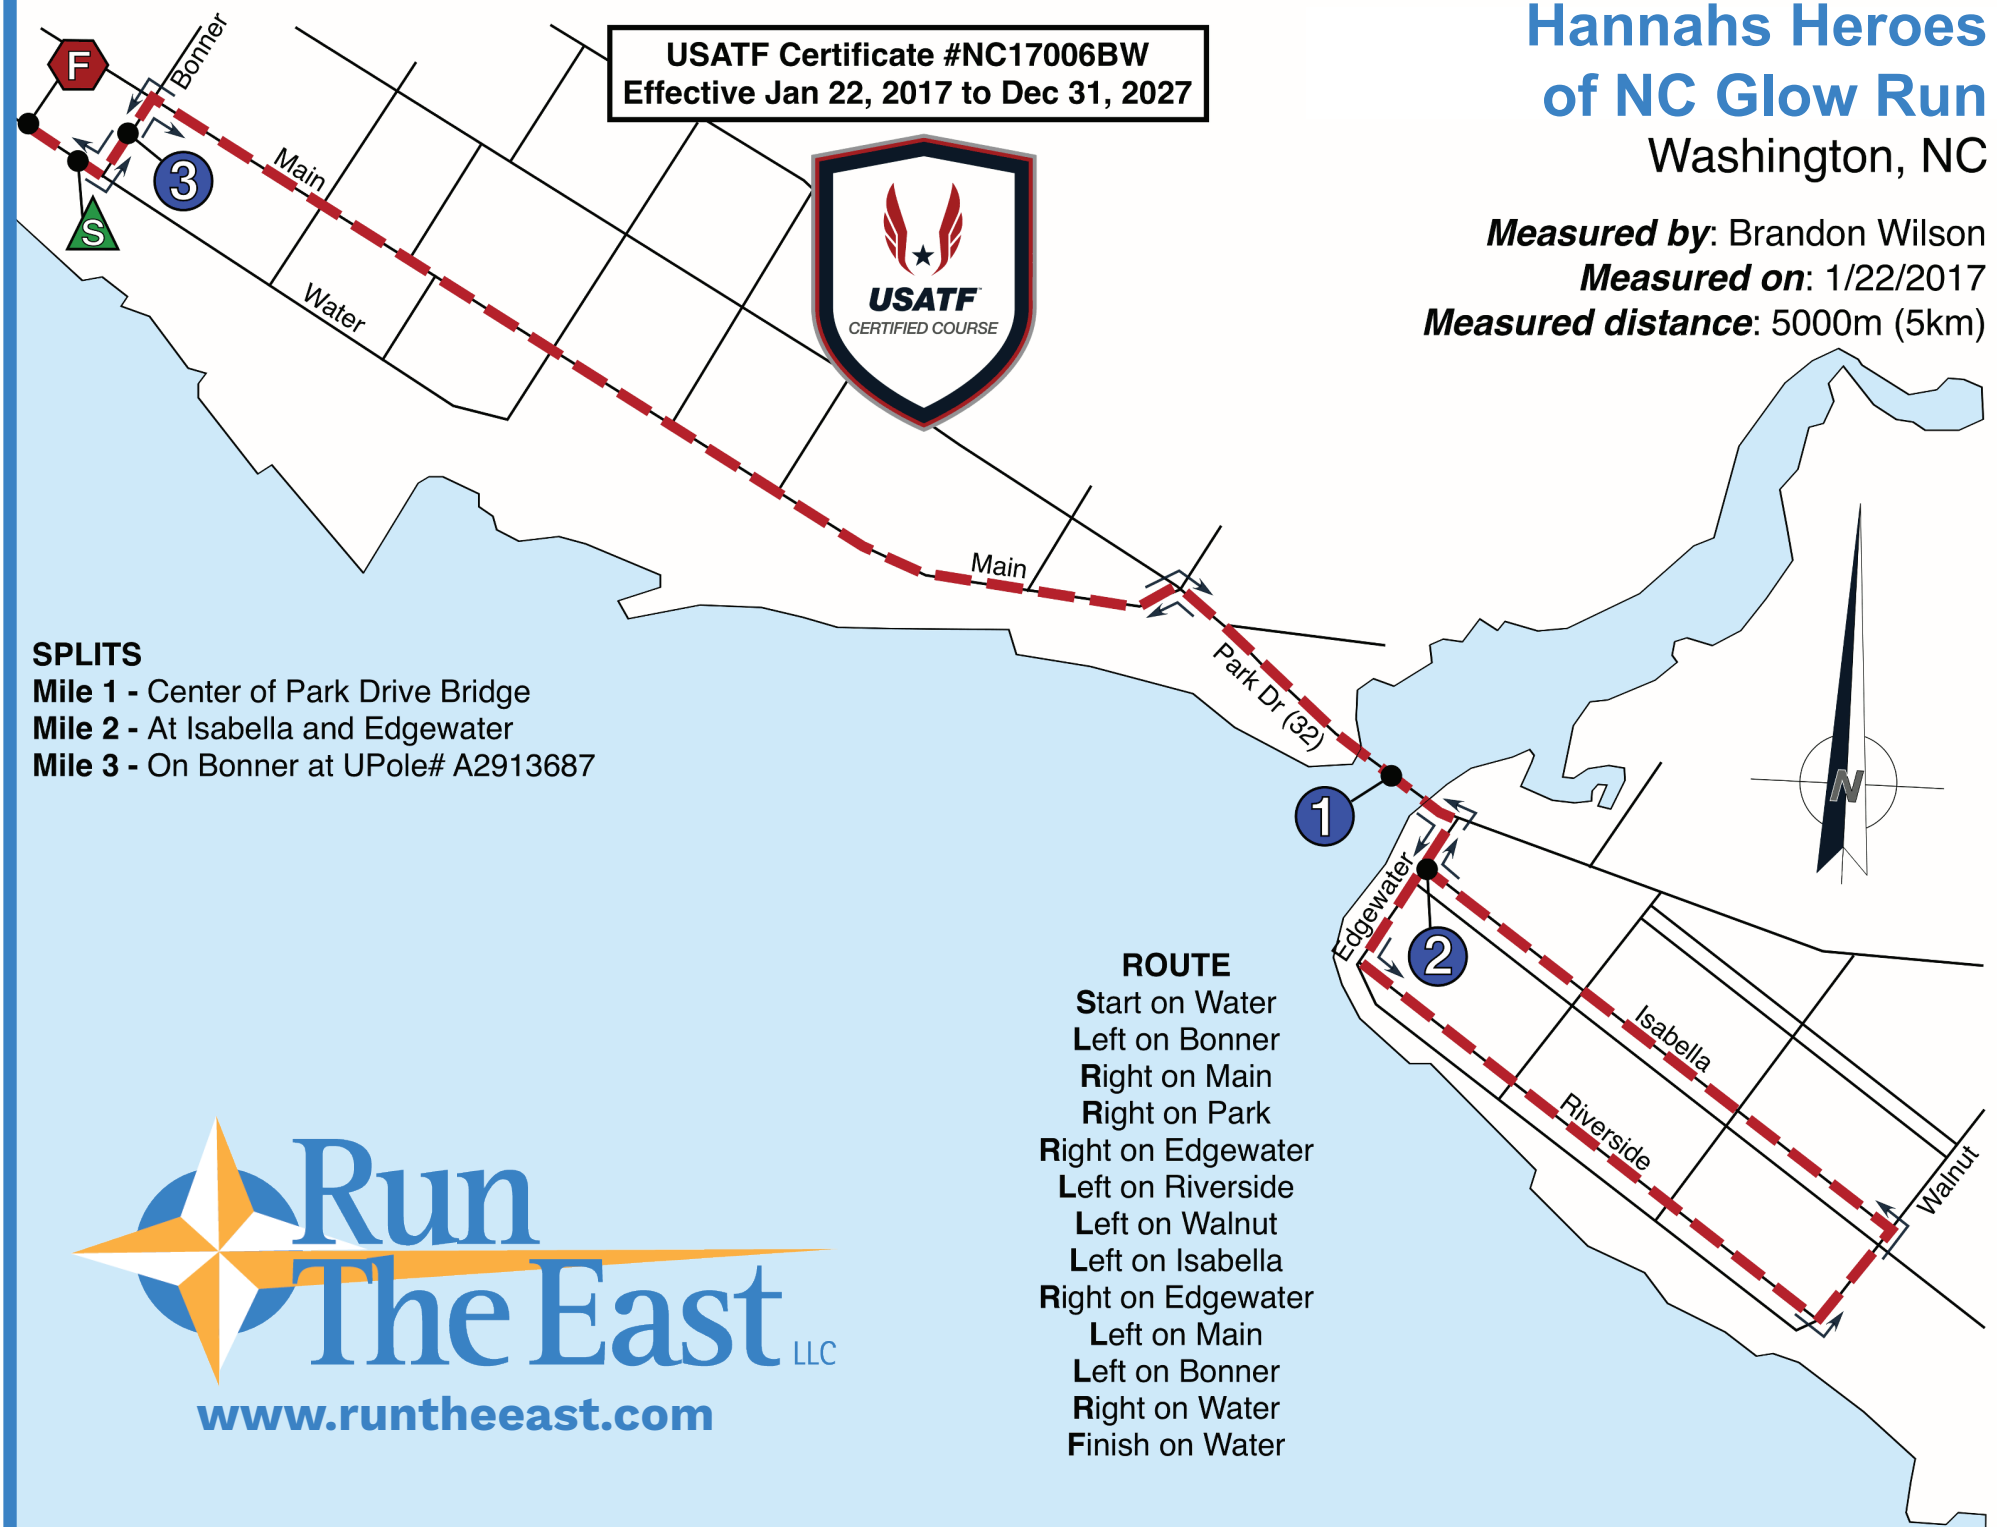 Hannahs Heroes
of NC Glow Run
Washington, NC
Measured by: Brandon Wilson
Measured on: 1/22/2017
Measured distance: 5000m (5km)
USATF Certificate #NC17006BW
Effective Jan 22, 2017 to Dec 31, 2027
USATF
CERTIFIED COURSE
F
Bonner
3
S
Main
Water
Main
Park Dr (32)
1
Edgewater
2
Isabella
Riverside
Walnut
N
SPLITS
Mile 1 - Center of Park Drive Bridge
Mile 2 - At Isabella and Edgewater
Mile 3 - On Bonner at UPole# A2913687
ROUTE
Start on Water
Left on Bonner
Right on Main
Right on Park
Right on Edgewater
Left on Riverside
Left on Walnut
Left on Isabella
Right on Edgewater
Left on Main
Left on Bonner
Right on Water
Finish on Water
Run
The East LLC
www.runtheeast.com